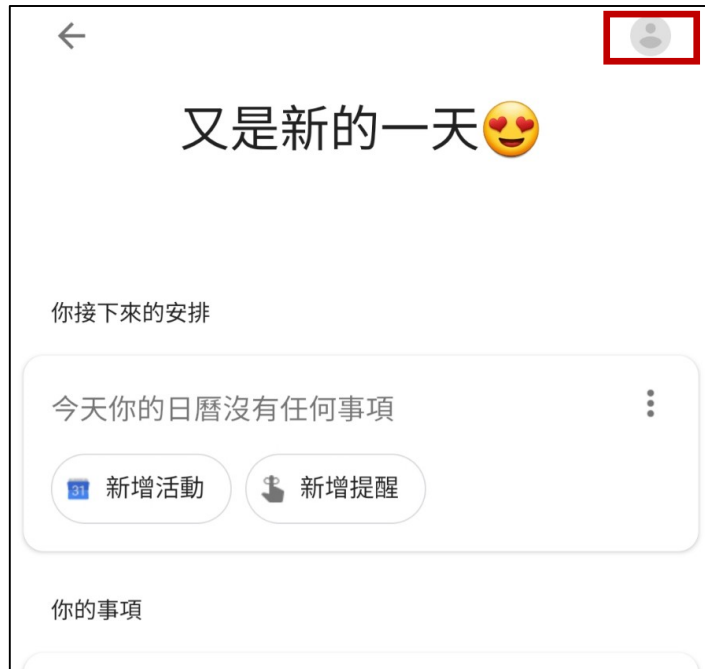 又是新的一天😍
你接下來的安排
今天你的日曆沒有任何事項
31 新增活動 新增提醒
你的事項